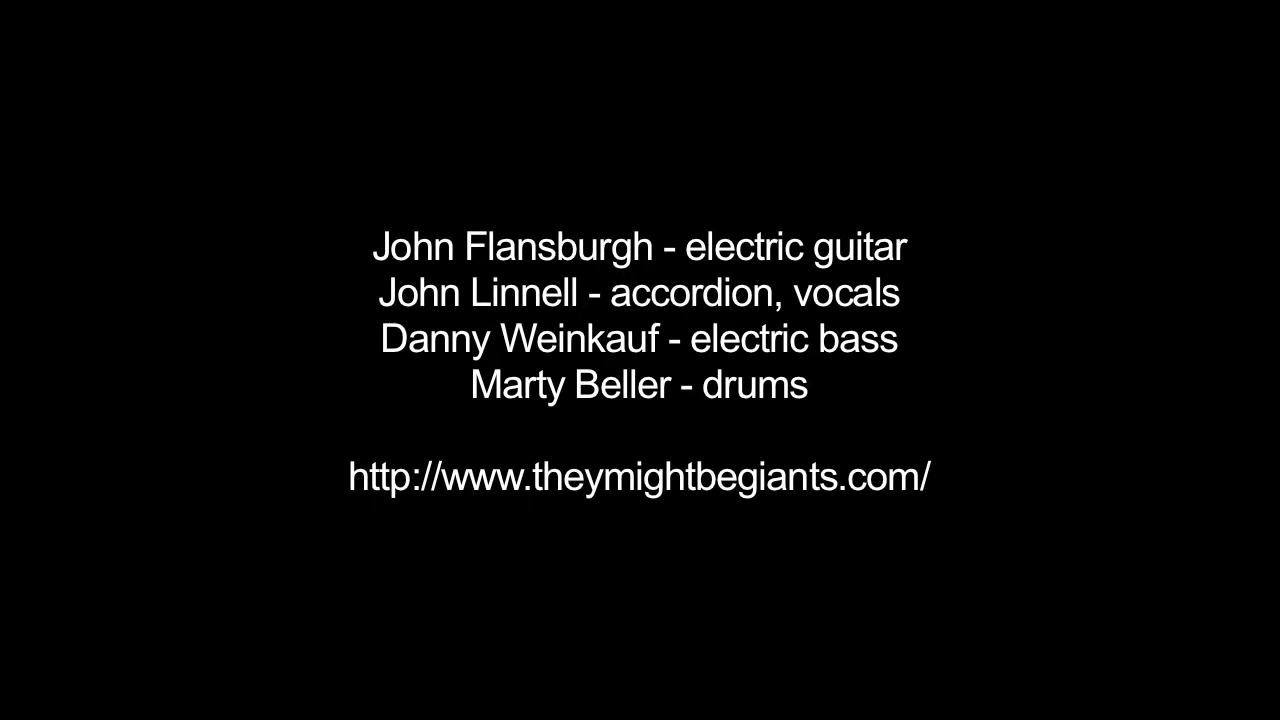 John Flansburgh - electric guitar
John Linnell - accordion, vocals
Danny Weinkauf - electric bass
Marty Beller - drums
http://www.theymightbegiants.com/